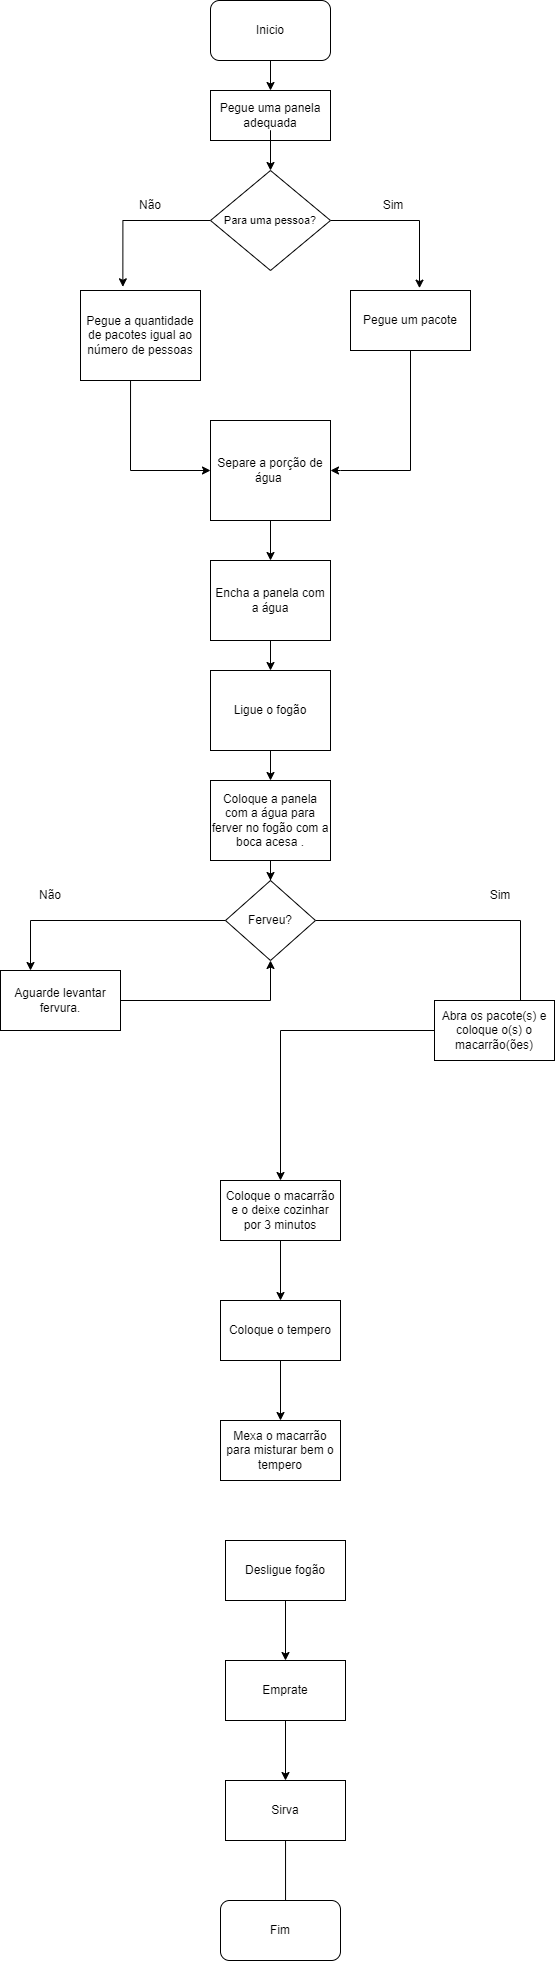 Inicio
Pegue uma panela
adequada
Não
Sim
Para uma pessoa?
Pegue a quantidade
de pacotes igual ao
número de pessoas
Pegue um pacote
Separe a porção de
água
Encha a panela com
a água
Ligue o fogão
Coloque a panela
com a água para
ferver no fogão com a
boca acesa .
Não
Sim
Ferveu?
Aguarde levantar
fervura.
Abra os pacote(s) e
coloque o(s) o
macarrão(ões)
Coloque o macarrão
e o deixe cozinhar
por 3 minutos
Coloque o tempero
Mexa o macarrão
para misturar bem o
tempero
Desligue fogão
Emprate
Sirva
Fim